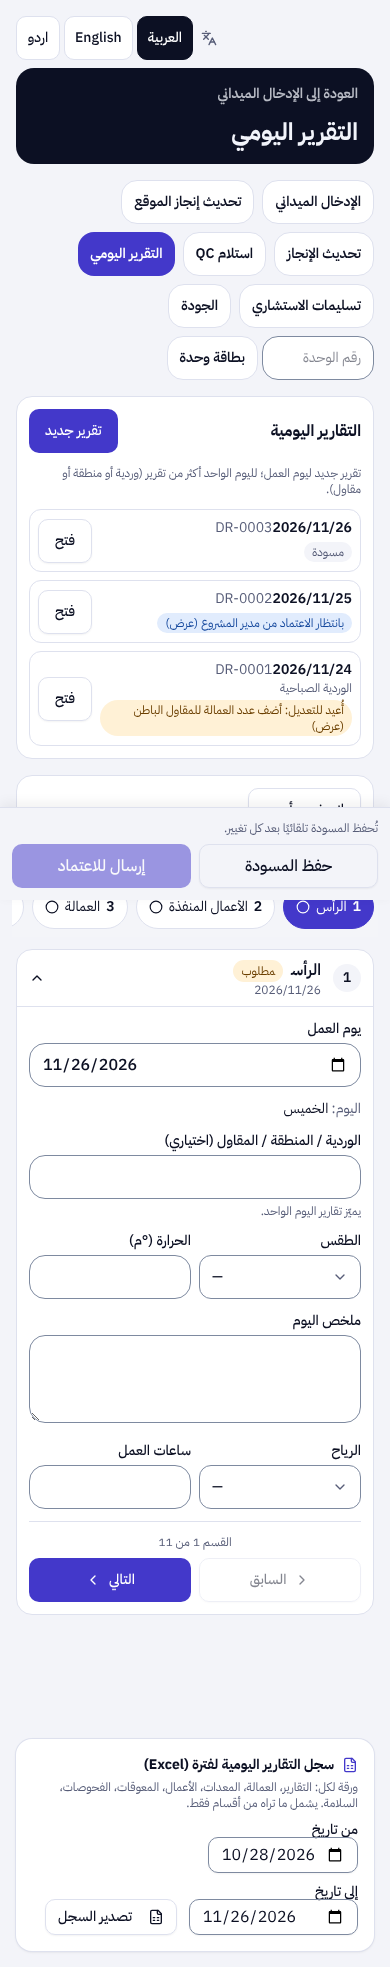 العربية
English
اردو
العودة إلى الإدخال الميداني
التقرير اليومي
الإدخال الميداني
تحديث إنجاز الموقع
تحديث الإنجاز
استلام QC
التقرير اليومي
تسليمات الاستشاري
الجودة
رقم الوحدة
بطاقة وحدة
التقارير اليومية
تقرير جديد
تقرير جديد ليوم العمل؛ لليوم الواحد أكثر من تقرير (وردية أو منطقة أو
مقاول).
2026/11/26 DR-0003
مسودة
فتح
2026/11/25 DR-0002
بانتظار الاعتماد من مدير المشروع (عرض)
فتح
2026/11/24 DR-0001
الوردية الصباحية
أُعيد للتعديل: أضف عدد العمالة للمقاول الباطن
(عرض)
فتح
تُحفظ المسودة تلقائيًا بعد كل تغيير.
حفظ المسودة
إرسال للاعتماد
1 الرأس
2 الأعمال المنفذة
3 العمالة
1
الرأس
مطلوب
2026/11/26
يوم العمل
11/26/2026
اليوم: الخميس
الوردية / المنطقة / المقاول (اختياري)
يميّز تقارير اليوم الواحد.
الطقس
الحرارة (°م)
—
ملخص اليوم
الرياح
ساعات العمل
—
القسم 1 من 11
السابق
التالي
سجل التقارير اليومية لفترة (Excel)
ورقة لكل: التقارير، العمالة، المعدات، الأعمال، المعوقات، الفحوصات،
السلامة. يشمل ما تراه من أقسام فقط.
من تاريخ
10/28/2026
إلى تاريخ
11/26/2026
تصدير السجل